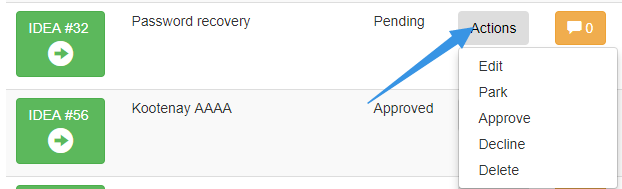 IDEA #32 Password recovery Pending Actions 0
Edit
Park
IDEA #56 Kootenay AAAA Approved Approve
Decline
Delete